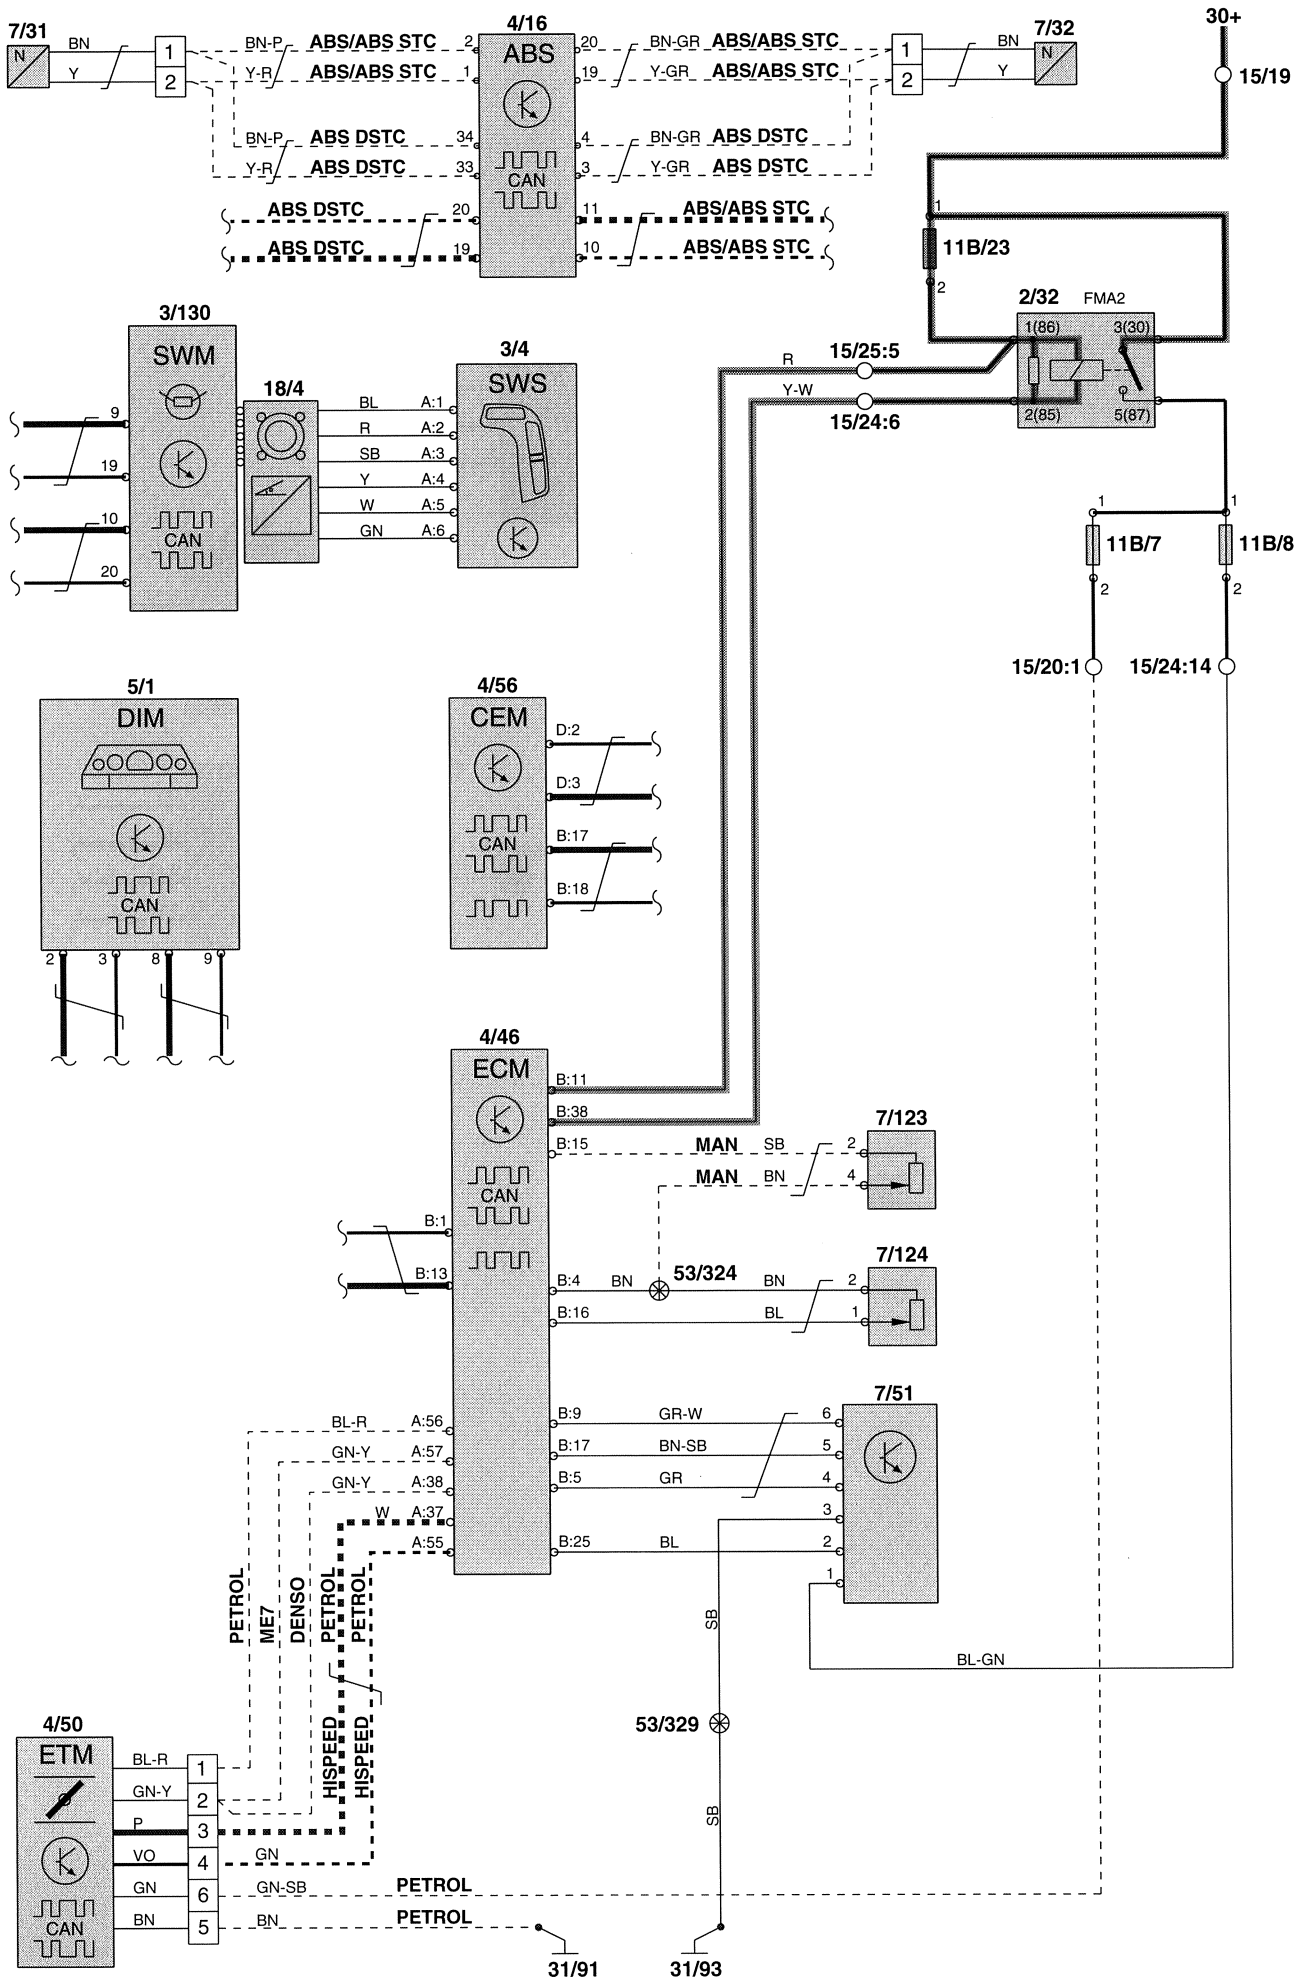 7/31
4/16
7/32
30+
N
BN
Y
1
2
BN-P
ABS/ABS STC
2
Y-R
ABS/ABS STC
1
ABS
20
BN-GR
ABS/ABS STC
19
Y-GR
ABS/ABS STC
1
2
BN
Y
N
15/19
BN-P
ABS DSTC
34
Y-R
ABS DSTC
33
CAN
4
BN-GR
ABS DSTC
3
Y-GR
ABS DSTC
ABS DSTC
20
ABS DSTC
19
11
ABS/ABS STC
10
ABS/ABS STC
1
11B/23
2
2/32
FMA2
1(86)
3(30)
2(85)
5(87)
R
15/25:5
Y-W
15/24:6
3/130
SWM
9
19
10
20
CAN
18/4
BL
A:1
R
A:2
SB
A:3
Y
A:4
W
A:5
GN
A:6
3/4
SWS
1
1
11B/7
11B/8
2
2
15/20:1
15/24:14
5/1
DIM
CAN
2
3
8
9
4/56
CEM
CAN
D:2
D:3
B:17
B:18
4/46
ECM
CAN
B:11
B:38
B:15
MAN
SB
2
MAN
BN
4
7/123
B:1
B:13
B:4
BN
53/324
BN
2
B:16
BL
1
7/124
7/51
B:9
GR-W
6
B:17
BN-SB
5
B:5
GR
4
3
B:25
BL
2
1
BL-R
A:56
GN-Y
A:57
GN-Y
A:38
W
A:37
A:55
PETROL
ME7
DENSO
PETROL
PETROL
HISPEED
HISPEED
SB
BL-GN
53/329
SB
4/50
ETM
CAN
BL-R
1
GN-Y
2
P
3
VO
4
GN
GN
6
GN-SB
PETROL
BN
5
BN
PETROL
31/91
31/93